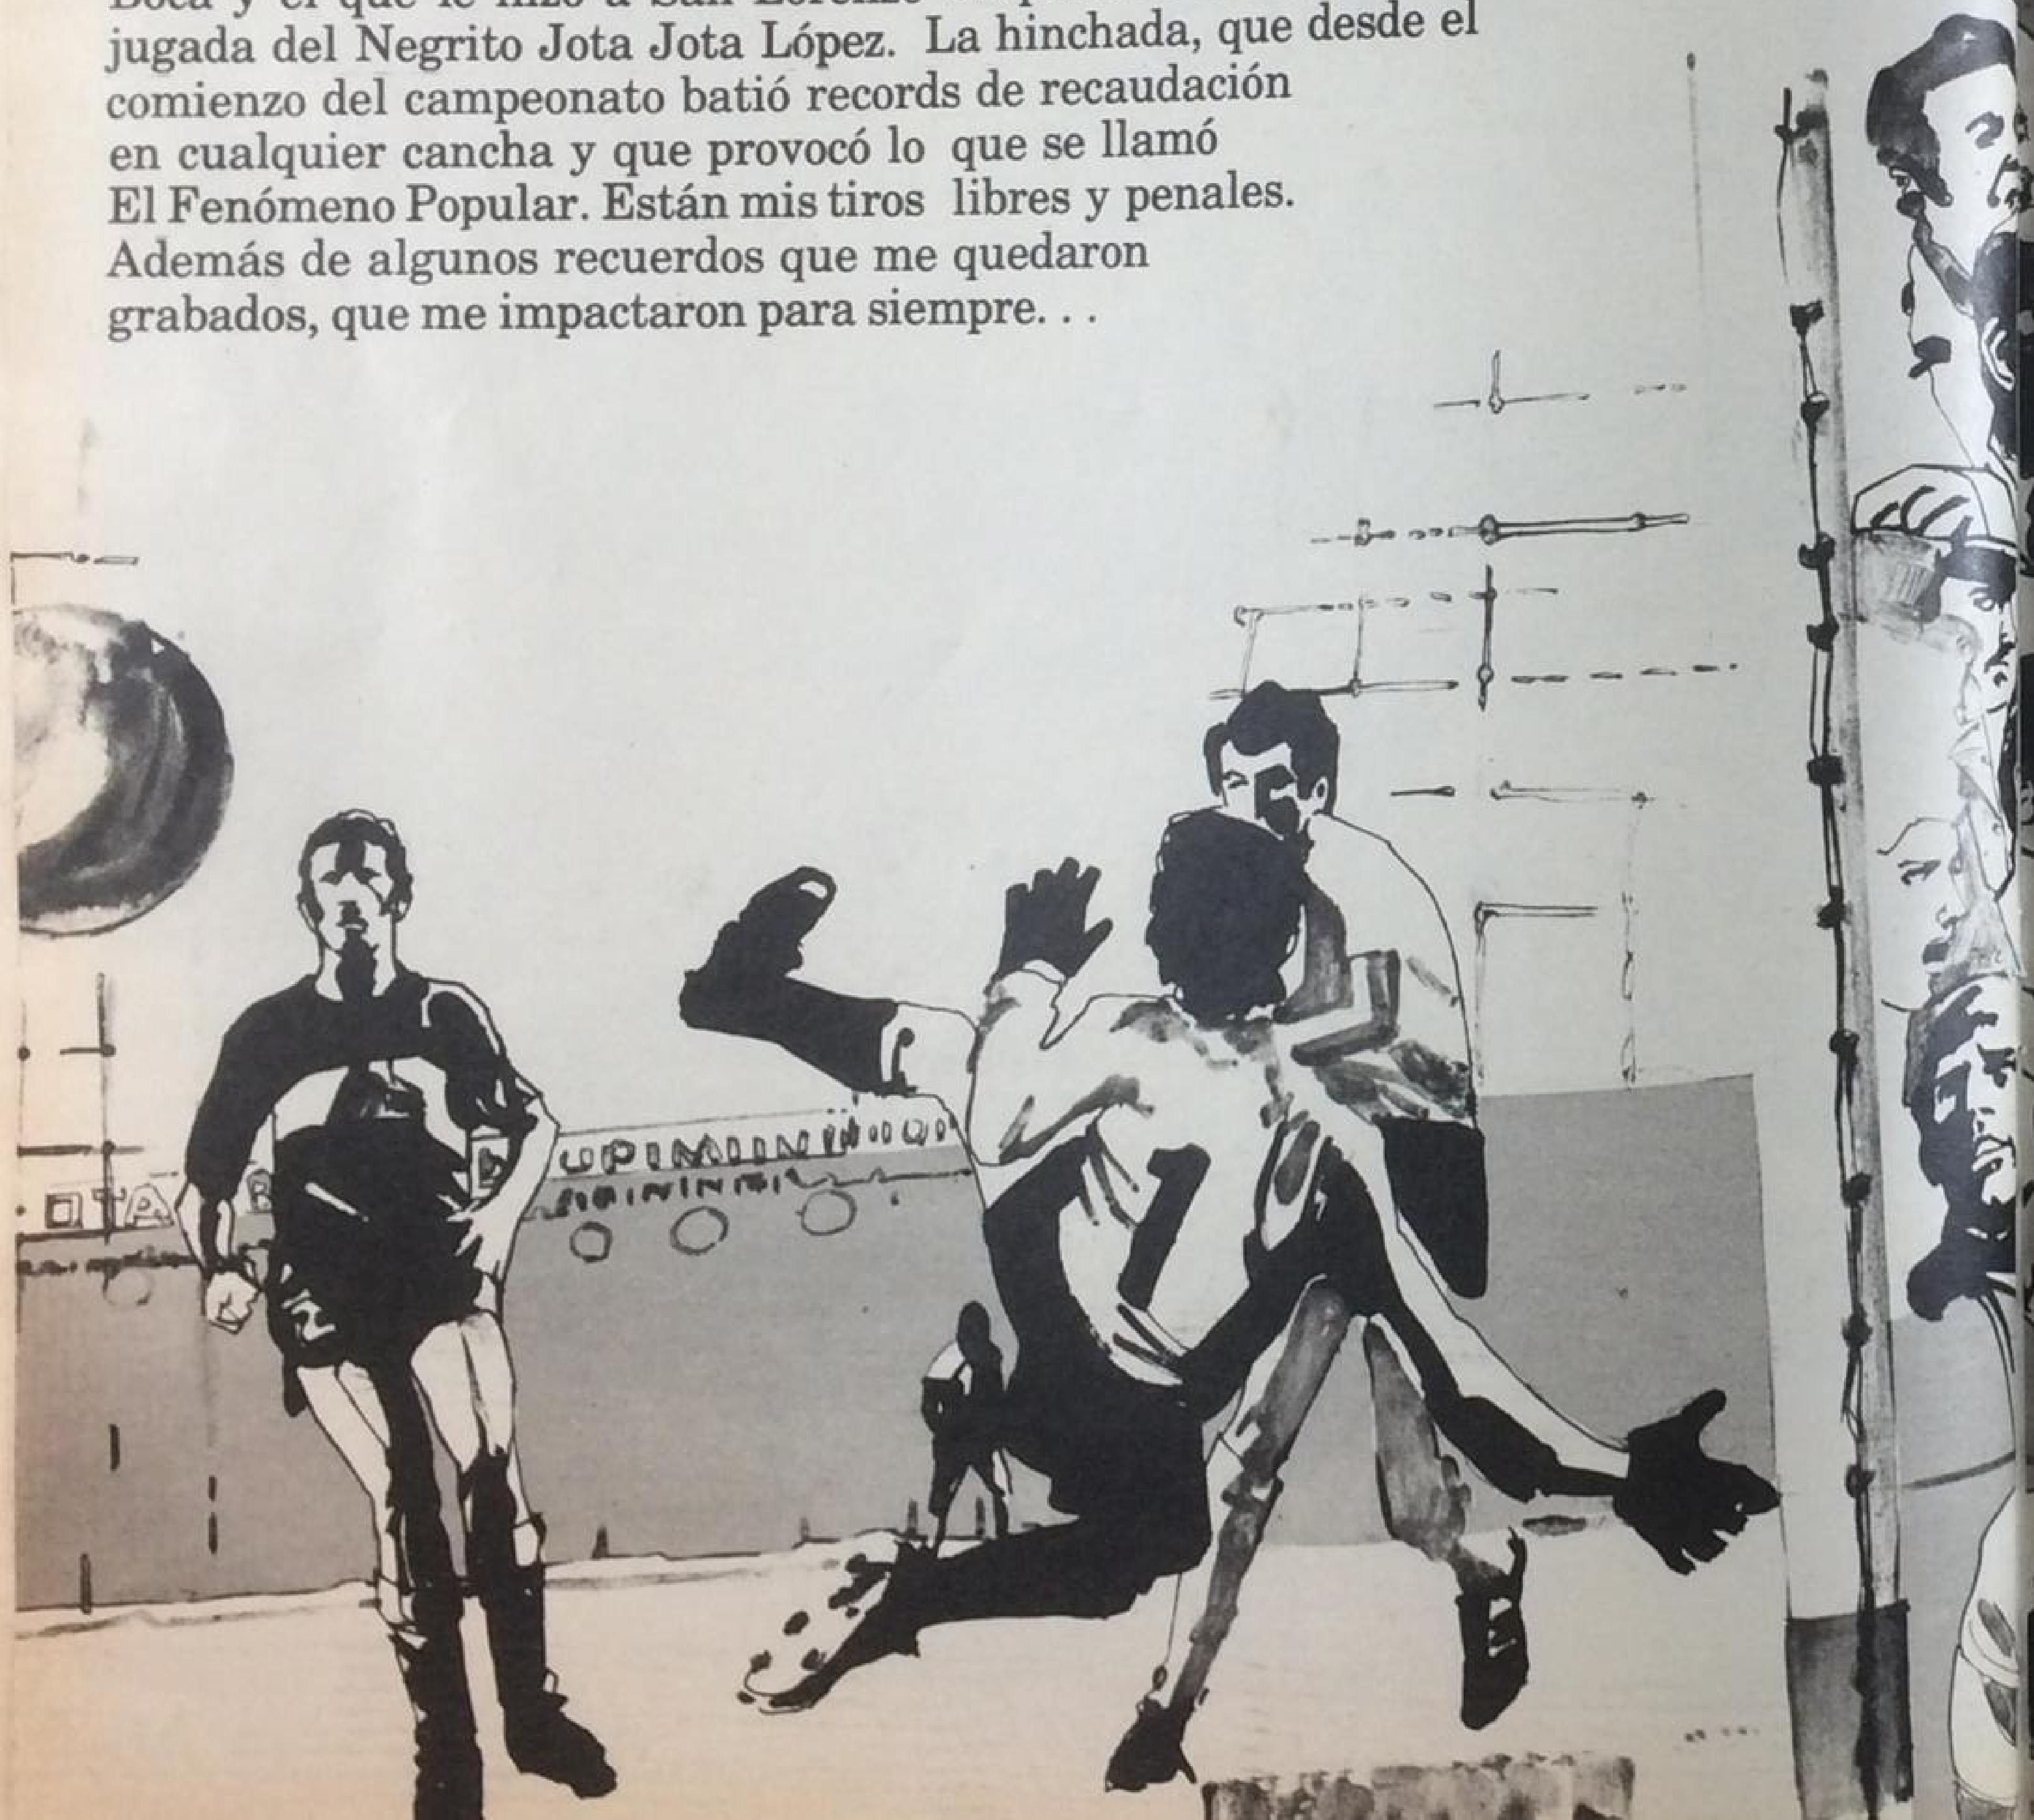 jugada del Negrito Jota Jota López. La hinchada, que desde el
comienzo del campeonato batió records de recaudación
en cualquier cancha y que provocó lo que se llamó
El Fenómeno Popular. Están mis tiros libres y penales.
Además de algunos recuerdos que me quedaron
grabados, que me impactaron para siempre. . .
1